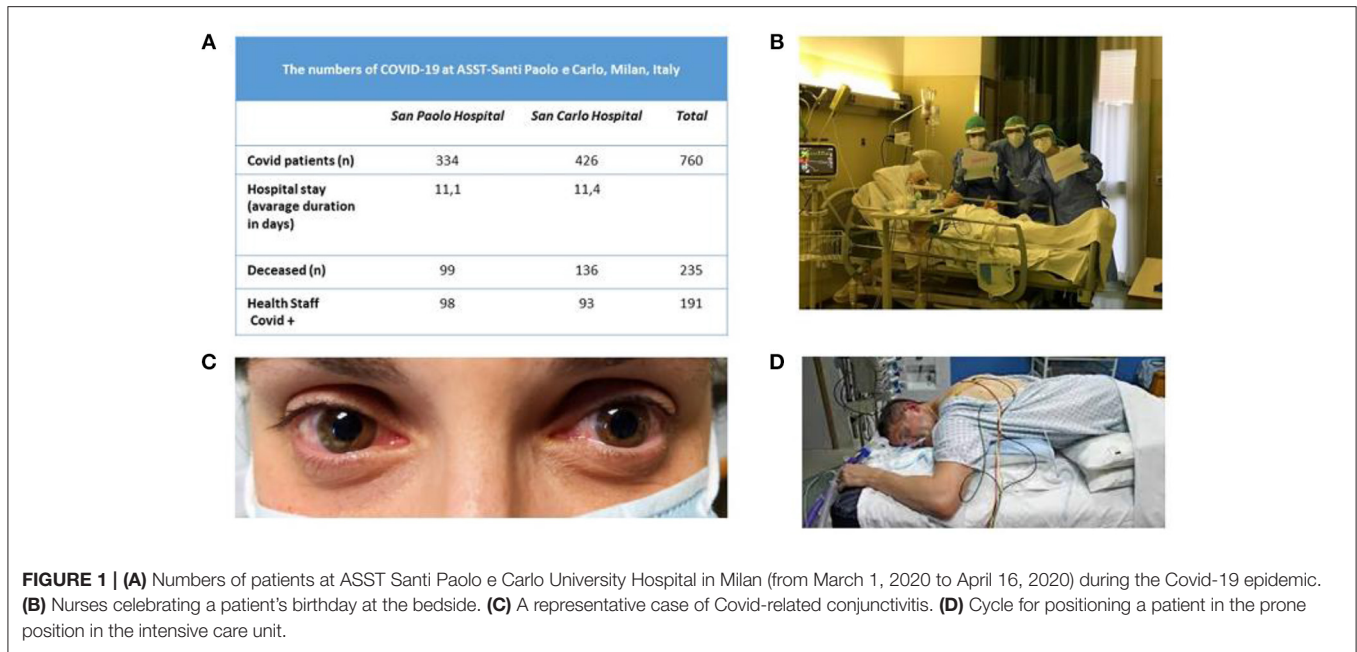 A
The numbers of COVID-19 at ASST-Santi Paolo e Carlo, Milan, Italy
San Paolo Hospital San Carlo Hospital Total
Covid patients (n) 334 426 760
Hospital stay 11,1 11,4
(avarage duration
in days)
Deceased (n) 99 136 235
Health Staff 98 93 191
Covid +
B
C
D
FIGURE 1 | (A) Numbers of patients at ASST Santi Paolo e Carlo University Hospital in Milan (from March 1, 2020 to April 16, 2020) during the Covid-19 epidemic.
(B) Nurses celebrating a patient's birthday at the bedside. (C) A representative case of Covid-related conjunctivitis. (D) Cycle for positioning a patient in the prone
position in the intensive care unit.